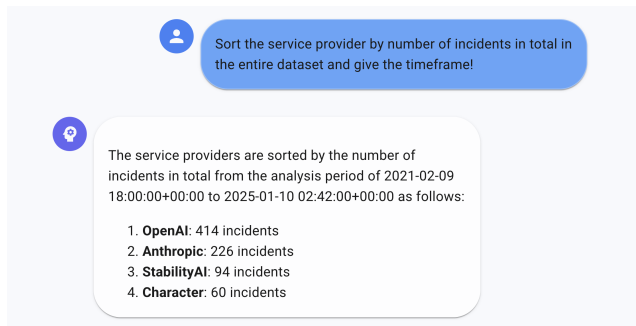 Sort the service provider by number of incidents in total in
the entire dataset and give the timeframe!
The service providers are sorted by the number of
incidents in total from the analysis period of 2021-02-09
18:00:00+00:00 to 2025-01-10 02:42:00+00:00 as follows:
1. OpenAI: 414 incidents
2. Anthropic: 226 incidents
3. StabilityAI: 94 incidents
4. Character: 60 incidents